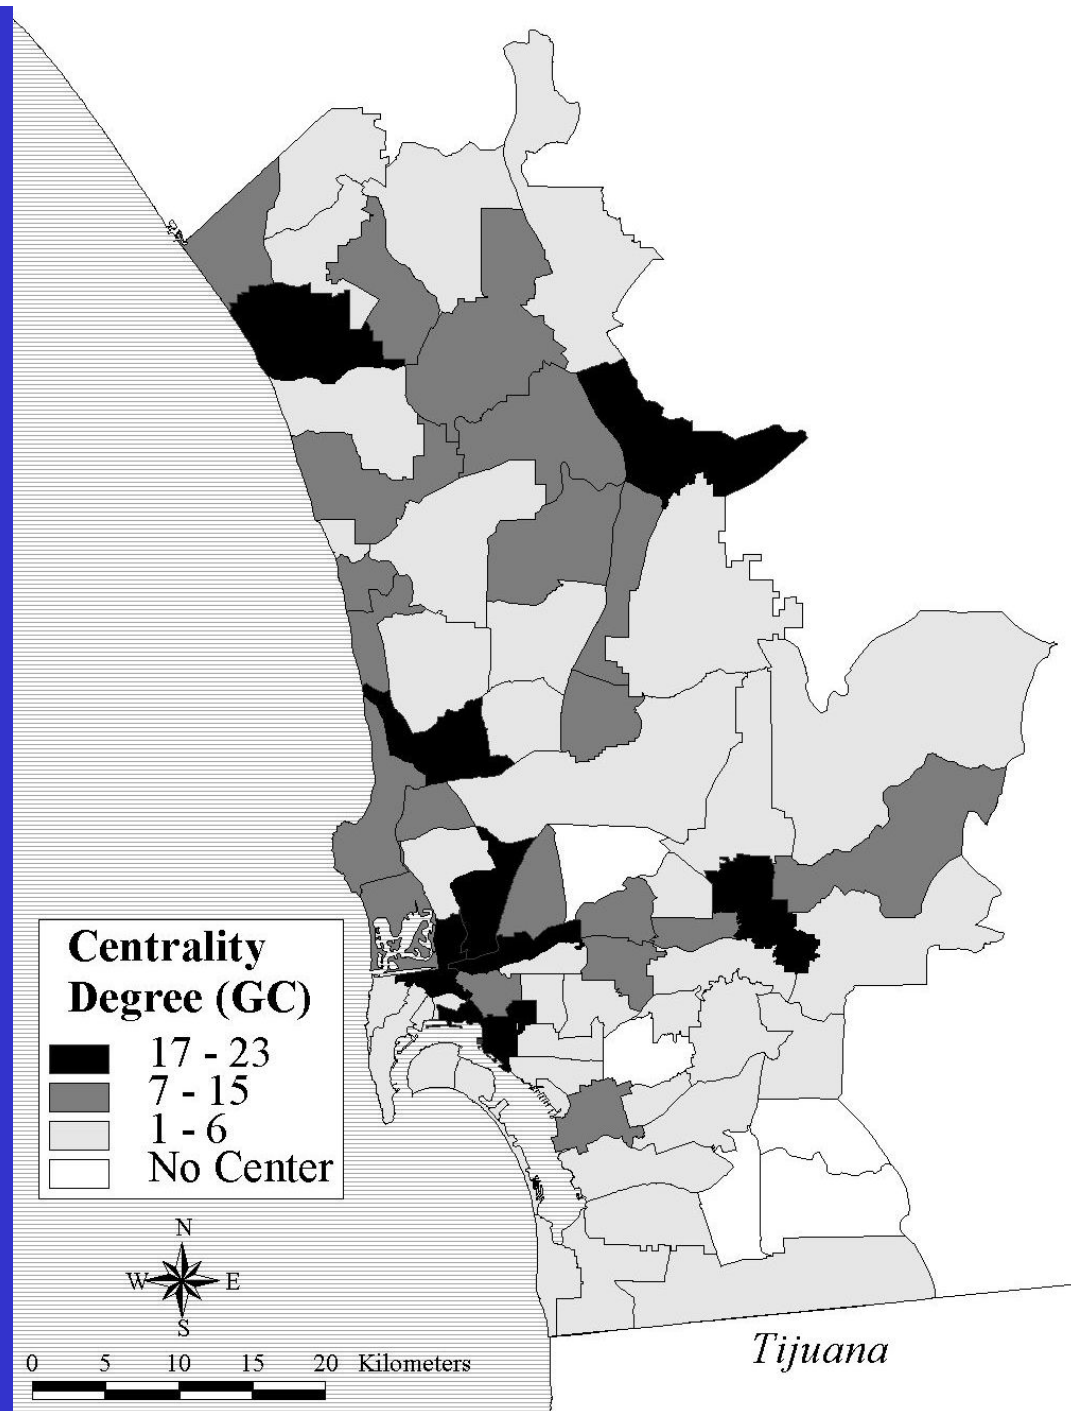 Centrality
Degree (GC)
17 - 23
7 - 15
1 - 6
No Center
N
W E
S
0 5 10 15 20 Kilometers
Tijuana